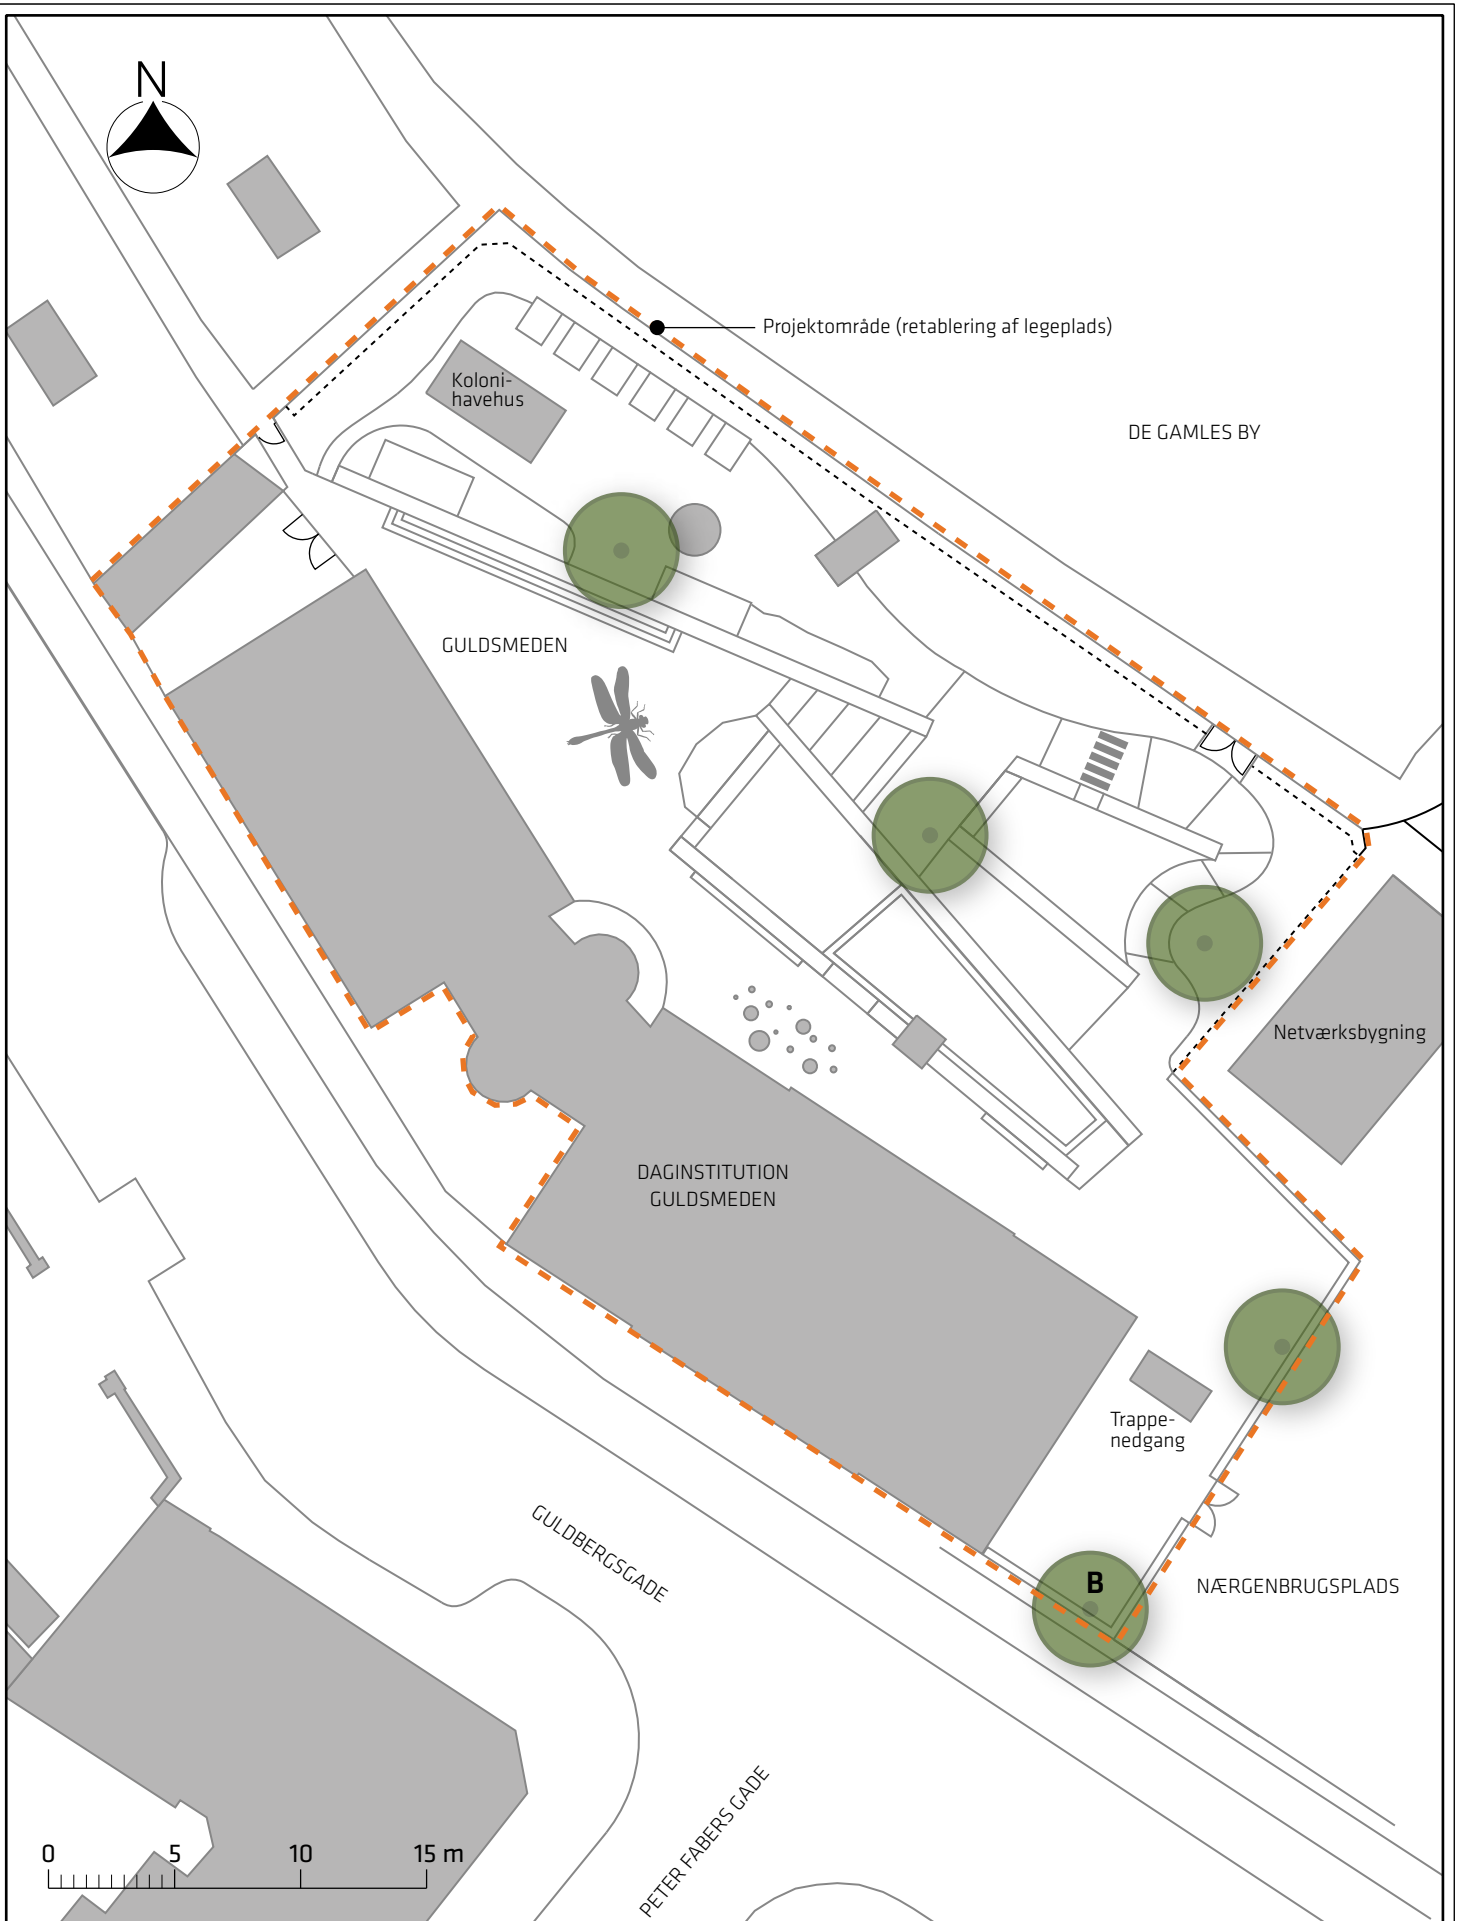 N
Projektområde (retablering af legeplads)
Koloni-
havehus
DE GAMLES BY
GULDSMEDEN
Netværksbygning
DAGINSTITUTION
GULDSMEDEN
Trappe-
nedgang
GULDBERGSGADE
B
NÆRGENBRUGSPLADS
PETER FABERS GADE
0 5 10 15 m